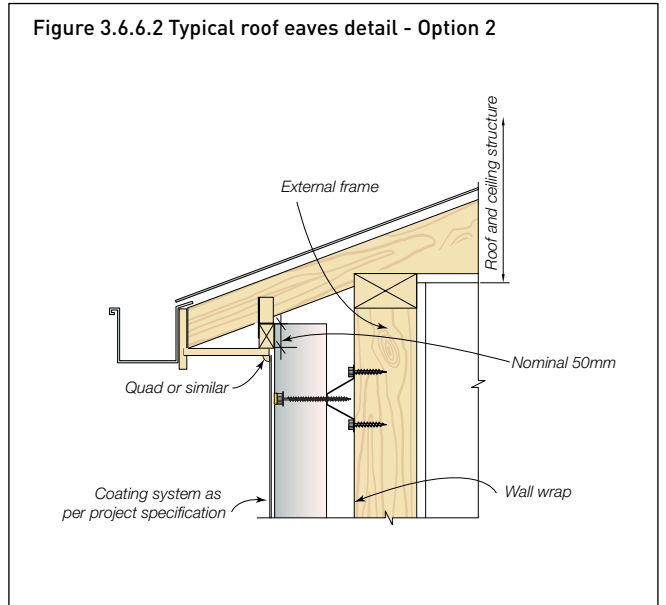 Figure 3.6.6.2 Typical roof eaves detail - Option 2
Roof and ceiling structure
External frame
Nominal 50mm
Quad or similar
Coating system as
per project specification
Wall wrap